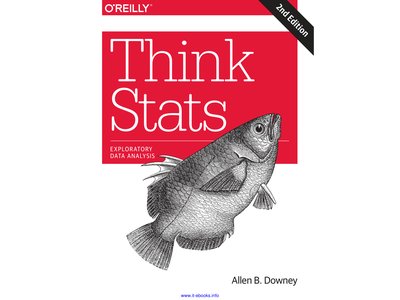 O'REILLY®
2nd Edition
Think
Stats
EXPLORATORY
DATA ANALYSIS
Allen B. Downey
www.it-ebooks.info